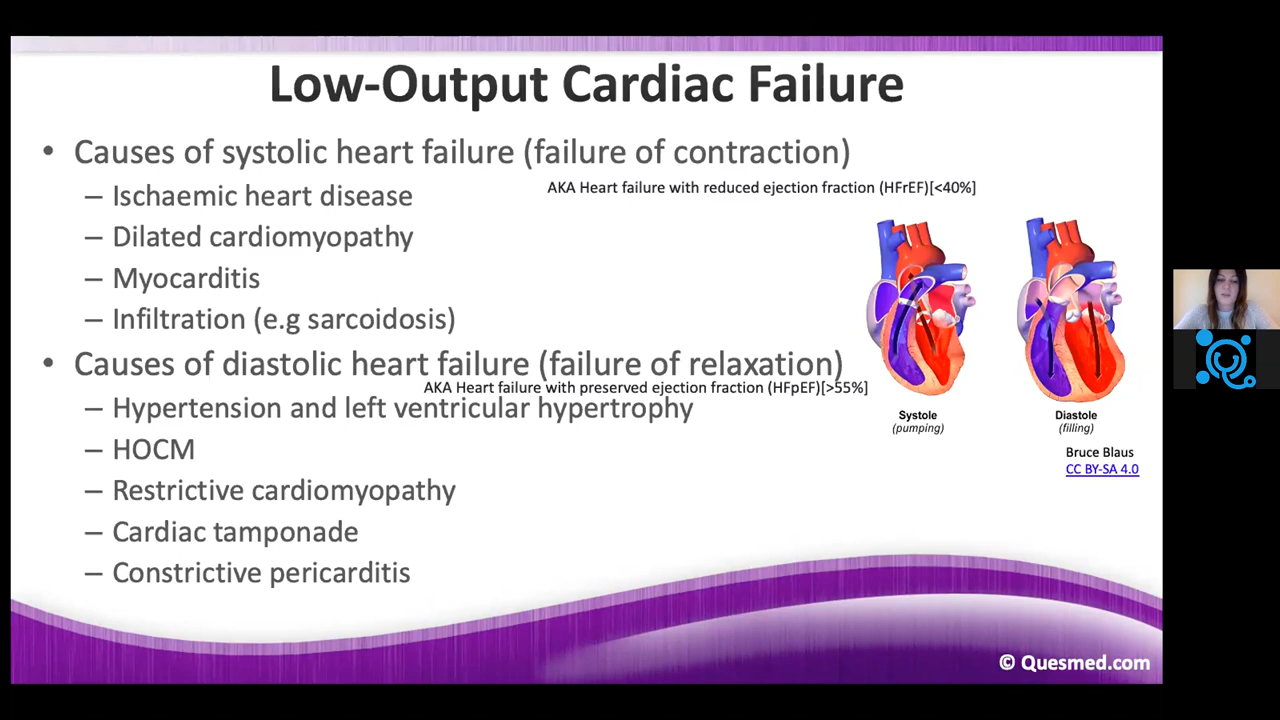 Low-Output Cardiac Failure
• Causes of systolic heart failure (failure of contraction)
AKA Heart failure with reduced ejection fraction (HFrEF)[<40%]
– Ischaemic heart disease
– Dilated cardiomyopathy
– Myocarditis
– Infiltration (e.g sarcoidosis)
• Causes of diastolic heart failure (failure of relaxation)
AKA Heart failure with preserved ejection fraction (HFpEF)[>55%]
– Hypertension and left ventricular hypertrophy
– HOCM
– Restrictive cardiomyopathy
– Cardiac tamponade
– Constrictive pericarditis
Systole
(pumping)
Diastole
(filling)
Bruce Blaus
CC BY-SA 4.0
© Quesmed.com